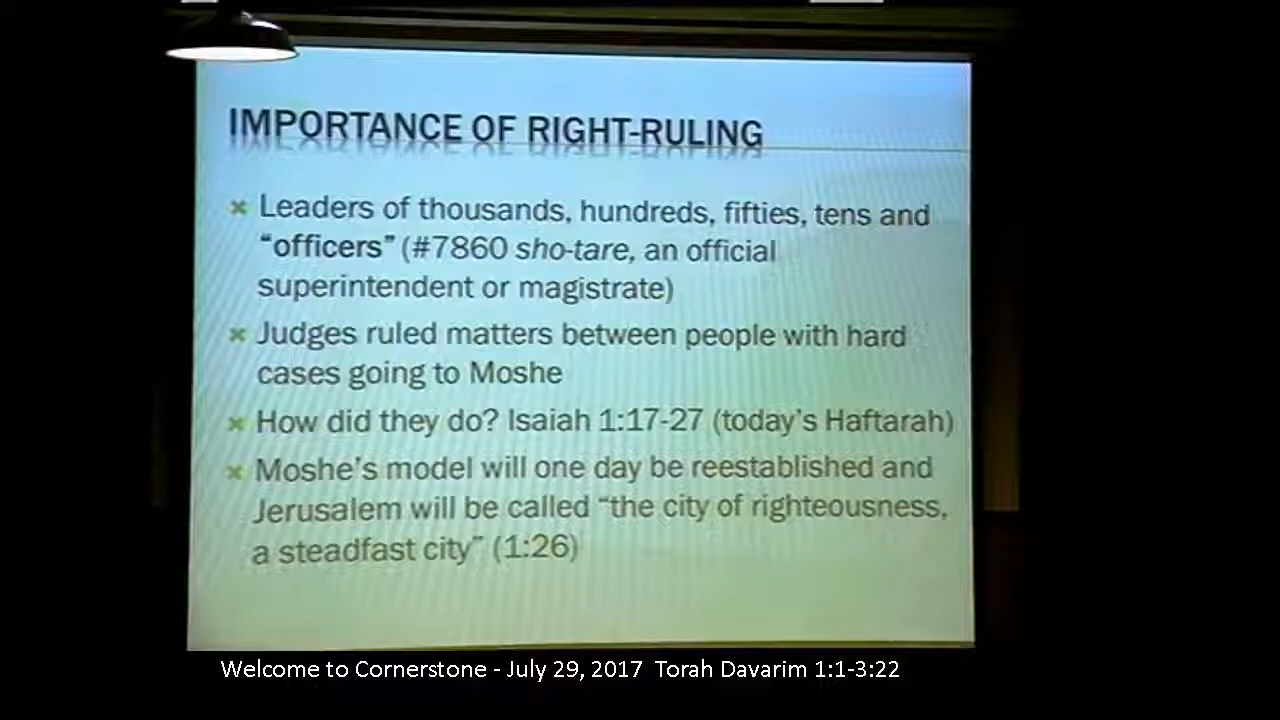 IMPORTANCE OF RIGHT-RULING
Leaders of thousands, hundreds, fifties, tens and
“officers” (#7860 sho-tare, an official
superintendent or magistrate)
Judges ruled matters between people with hard
cases going to Moshe
How did they do? Isaiah 1:17-27 (today’s Haftarah)
Moshe’s model will one day be reestablished and
Jerusalem will be called “the city of righteousness,
a steadfast city” (1:26)
Welcome to Cornerstone - July 29, 2017 Torah Davarim 1:1-3:22